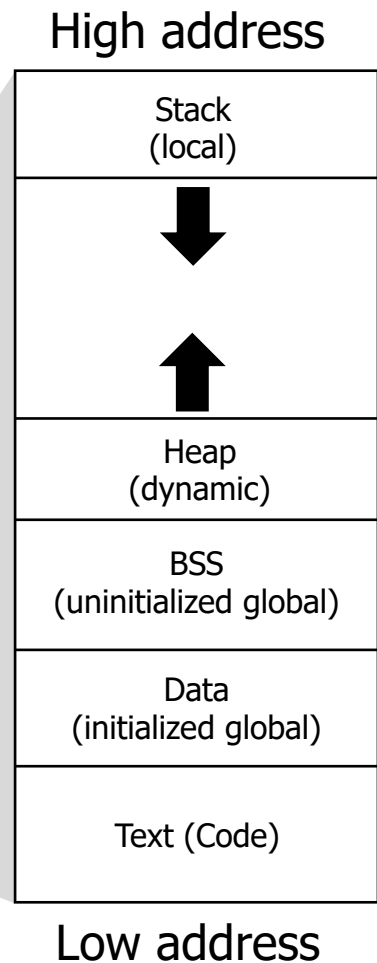 High address
Stack
(local)
Heap
(dynamic)
BSS
(uninitialized global)
Data
(initialized global)
Text (Code)
Low address